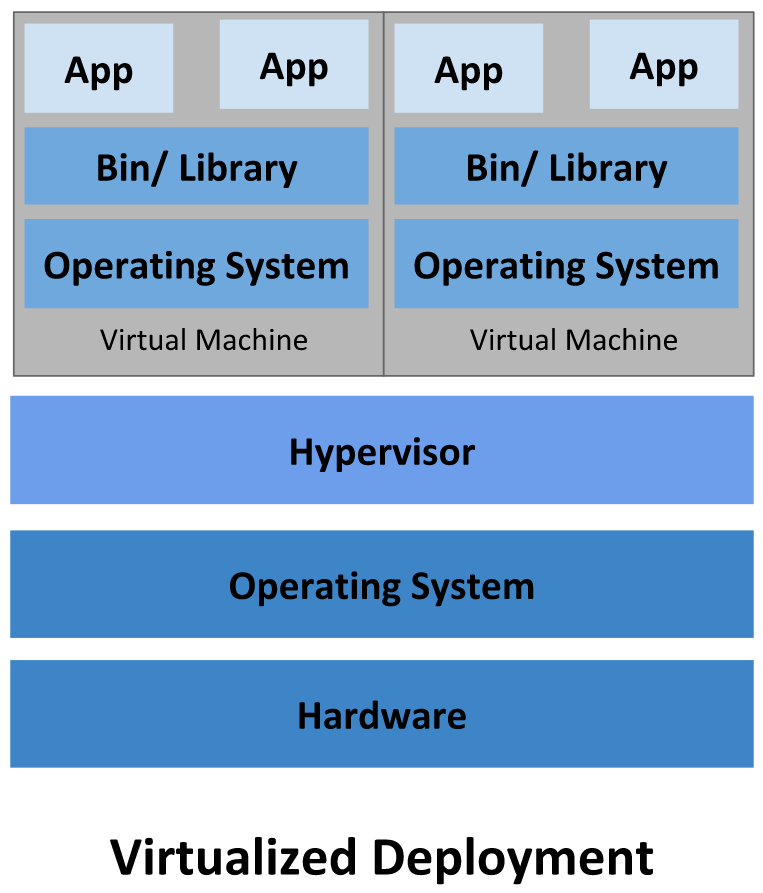 App
App
App
App
Bin/ Library
Bin/ Library
Operating System
Operating System
Virtual Machine
Virtual Machine
Hypervisor
Operating System
Hardware
Virtualized Deployment